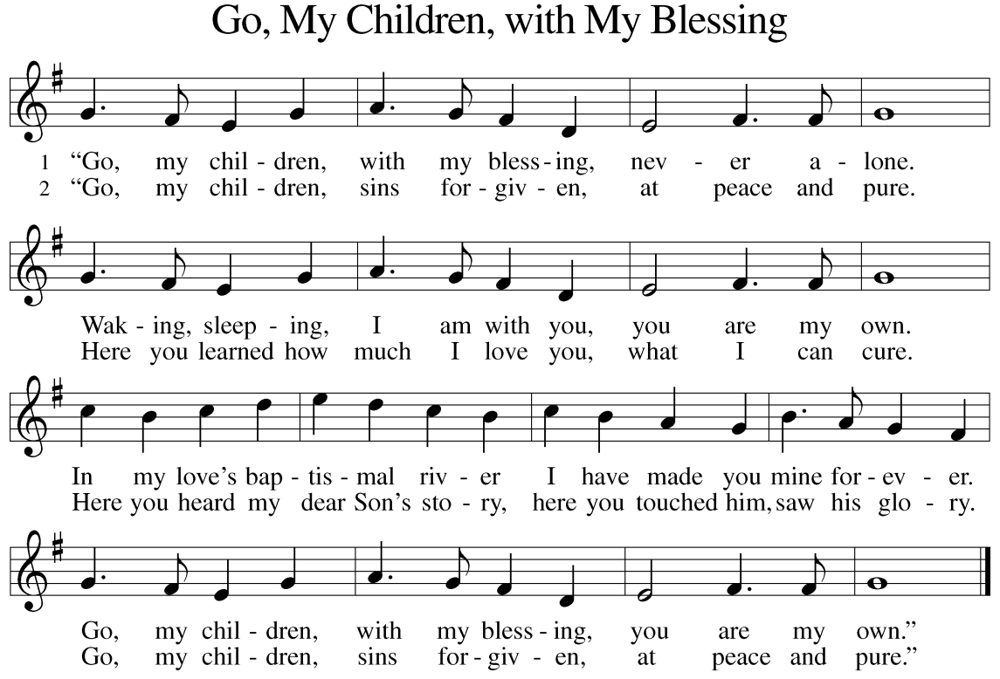 Go, My Children, with My Blessing
1 “Go, my chil - dren, with my bless - ing, nev - er a - lone.
2 “Go, my chil - dren, sins for - giv - en, at peace and pure.
Wak - ing, sleep - ing, I am with you, you are my own.
Here you learned how much I love you, what I can cure.
In my love’s bap - tis - mal riv - er I have made you mine for - ev - er.
Here you heard my dear Son’s sto - ry, here you touched him, saw his glo - ry.
Go, my chil - dren, with my bless - ing, you are my own.”
Go, my chil - dren, sins for - giv - en, at peace and pure.”